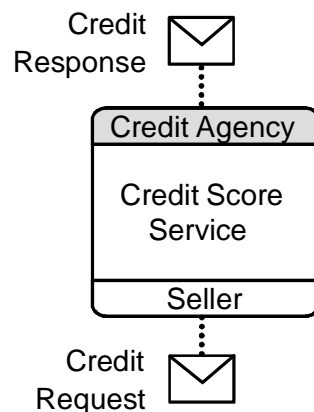 Credit
Response
Credit Agency
Credit Score
Service
Seller
Credit
Request